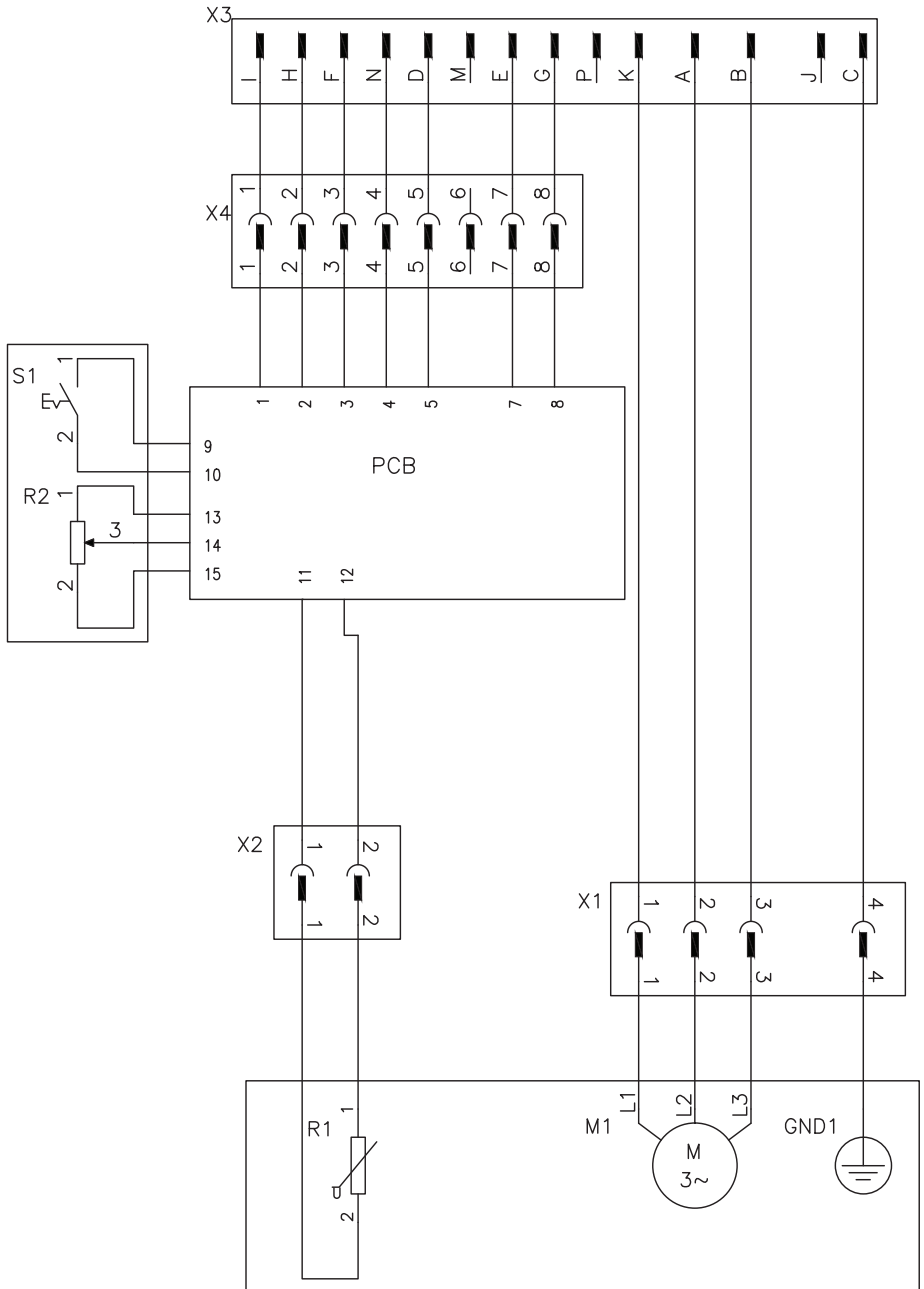 X3
I H F N D M E G P K A B J C
1 2 3 4 5 6 7 8
X4
1 2 3 4 5 6 7 8
S1
1
2
1 2 3 4 5 7 8
9
PCB
10
R2
1
13
3
14
2
15
11 12
X2
1 2
1 2
X1
1 2 3 4
1 2 3 4
L1 L2 L3
R1
1
M1
GND1
M
3~
2